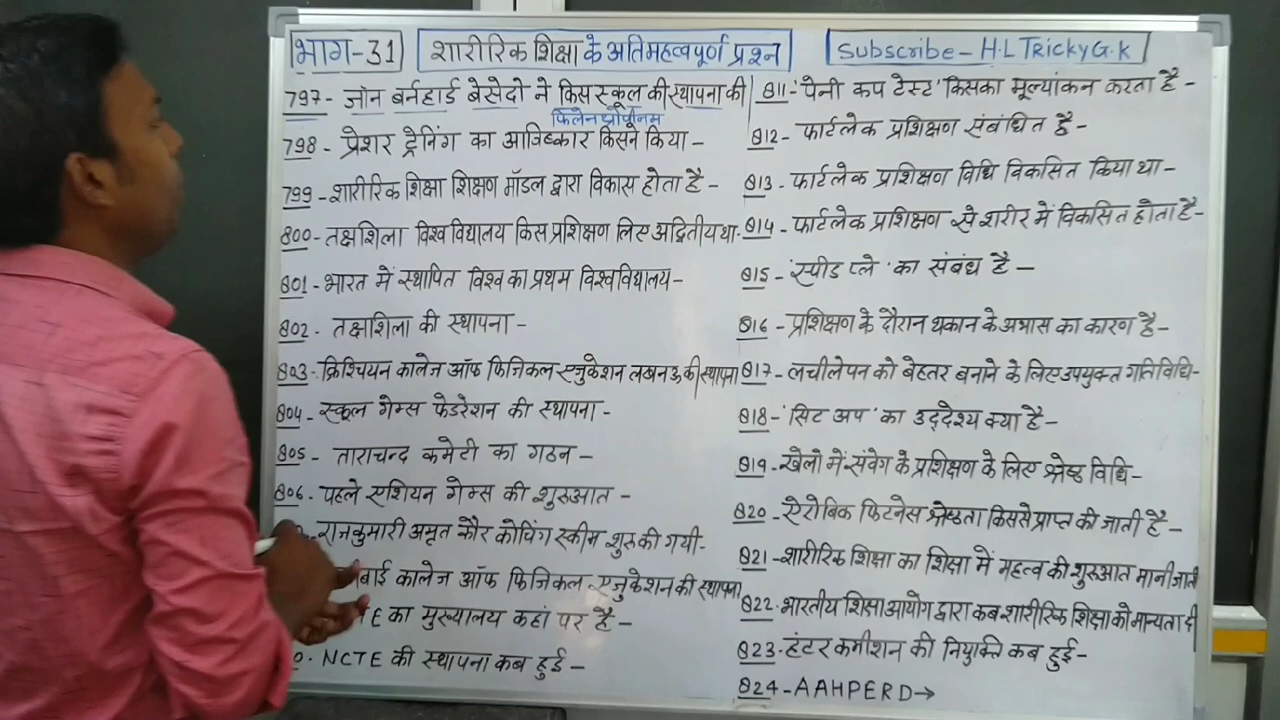 भाग-31
शारीरिक शिक्षा के अतिमहत्वपूर्ण प्रश्न
Subscribe - H.L Tricky G.K
797- जॉन बर्नहार्ड बेसेदो ने किस स्कूल की स्थापना की
फिलेनथ्रोपीनम
798- प्रेशर ट्रेनिंग का आविष्कार किसने किया -
799- शारीरिक शिक्षा शिक्षण मॉडल द्वारा विकास होता है -
800- तक्षशिला विश्वविद्यालय किस प्रशिक्षण लिए अद्वितीय था-
801- भारत में स्थापित विश्व का प्रथम विश्वविद्यालय -
802- तक्षशिला की स्थापना -
803- क्रिश्चियन कालेज ऑफ फिजिकल एजुकेशन लखनऊ की स्थापना
804- स्कूल गेम्स फेडरेशन की स्थापना -
805- ताराचन्द कमेटी का गठन -
806- पहले एशियन गेम्स की शुरुआत -
राजकुमारी अमृत कौर कोचिंग स्कीम शुरु की गयी-
बाई कालेज ऑफ फिजिकल-एजुकेशन की स्थापना
TE का मुख्यालय कहां पर है -
0. NCTE की स्थापना कब हुई -
811- 'पेनी कप टेस्ट' किसका मूल्यांकन करता है -
812- फार्टलेक प्रशिक्षण संबंधित है -
813- फार्टलेक प्रशिक्षण विधि विकसित किया था -
814- फार्टलेक प्रशिक्षण से शरीर में विकसित होता है -
815- 'स्पीड प्ले' का संबंध है -
816- प्रशिक्षण के दौरान थकान के अभास का कारण है -
817- लचीलेपन को बेहतर बनाने के लिए उपयुक्त गतिविधि -
818- 'सिट अप' का उद्देश्य क्या है -
819- खेलो में संवेग के प्रशिक्षण के लिए श्रेष्ठ विधि -
820- ऐरोबिक फिटनेस श्रेष्ठता किससे प्राप्त की जाती है -
821- शारीरिक शिक्षा का शिक्षा में महत्व की शुरुआत मानी जाती
822- भारतीय शिक्षा आयोग द्वारा कब शारीरिक शिक्षा को मान्यता दी
823- हंटर कमीशन की नियुक्ति कब हुई -
824- AAHPERD →